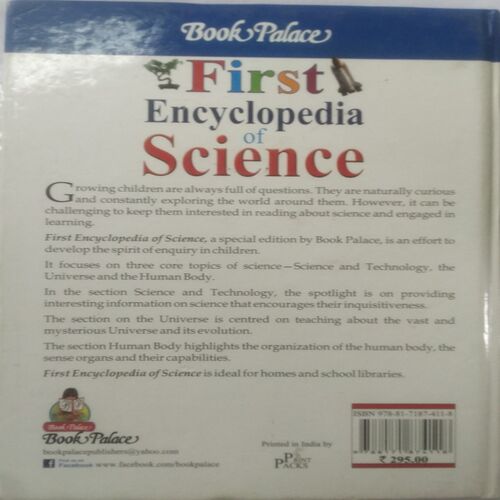 Book Palace
First
Encyclopedia
of
Science
Growing children are always full of questions. They are naturally curious
and constantly exploring the world around them. However, it can be
challenging to keep them interested in reading about science and engaged in
learning.
First Encyclopedia of Science, a special edition by Book Palace, is an effort to
develop the spirit of enquiry in children.
It focuses on three core topics of science—Science and Technology, the
Universe and the Human Body.
In the section Science and Technology, the spotlight is on providing
interesting information on science that encourages their inquisitiveness.
The section on the Universe is centred on teaching about the vast and
mysterious Universe and its evolution.
The section Human Body highlights the organization of the human body, the
sense organs and their capabilities.
First Encyclopedia of Science is ideal for homes and school libraries.
Book Palace
Book Palace
bookpalacepublishers@yahoo.com
Find us on
Facebook www.facebook.com/bookpalace
Printed in India by
PRINT
PACKS
ISBN 978-81-7187-411-8
₹ 295.00